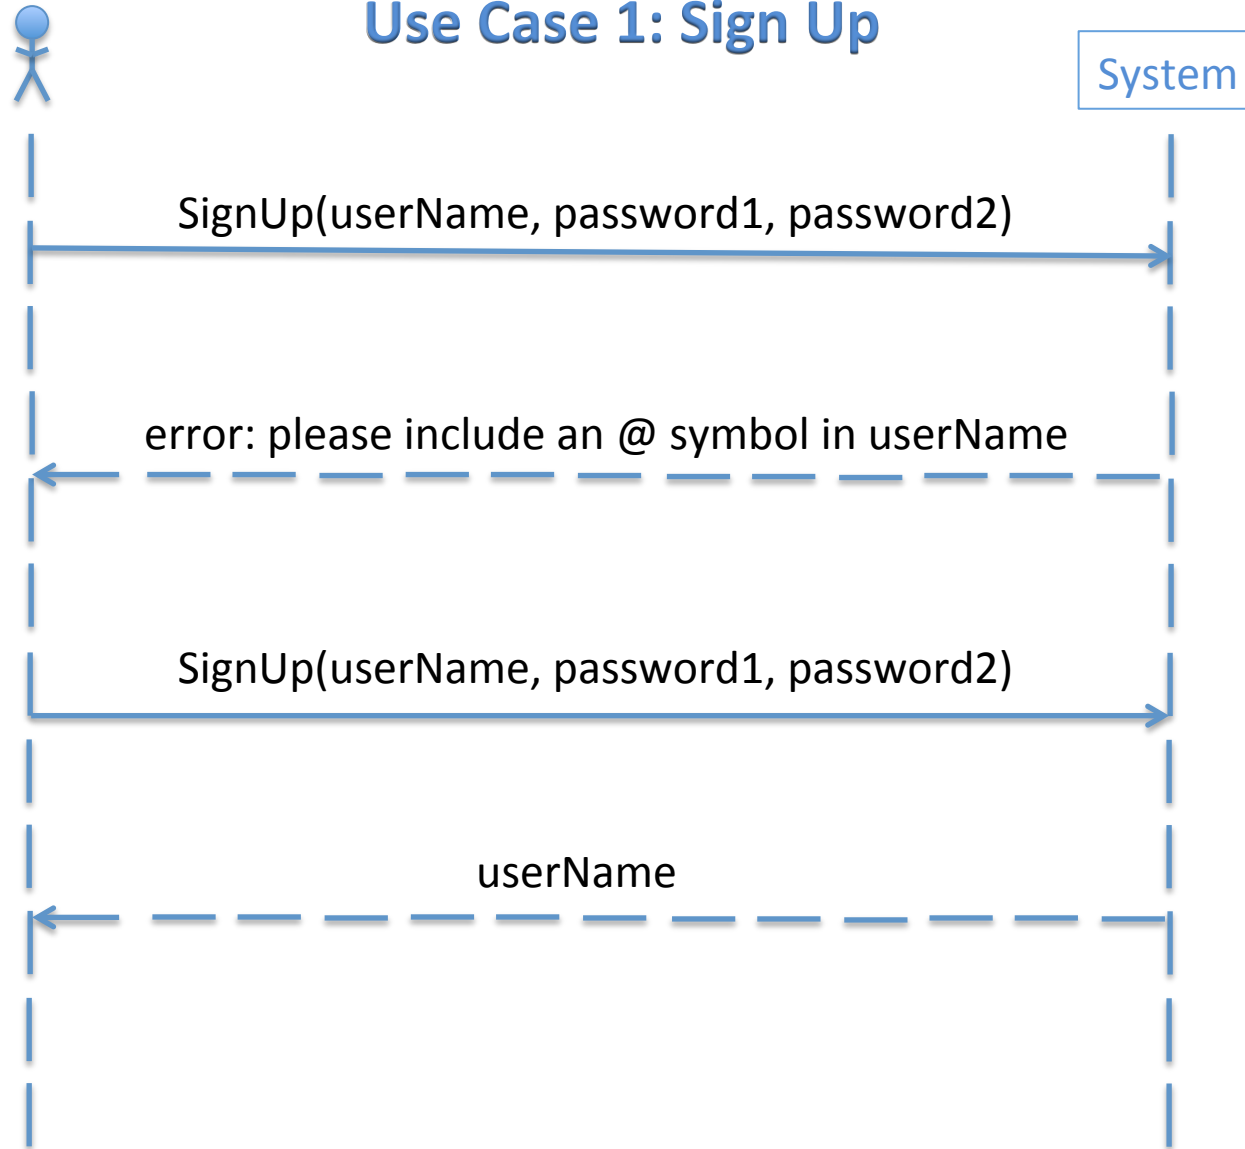 Use Case 1: Sign Up
System
SignUp(userName, password1, password2)
error: please include an @ symbol in userName
SignUp(userName, password1, password2)
userName